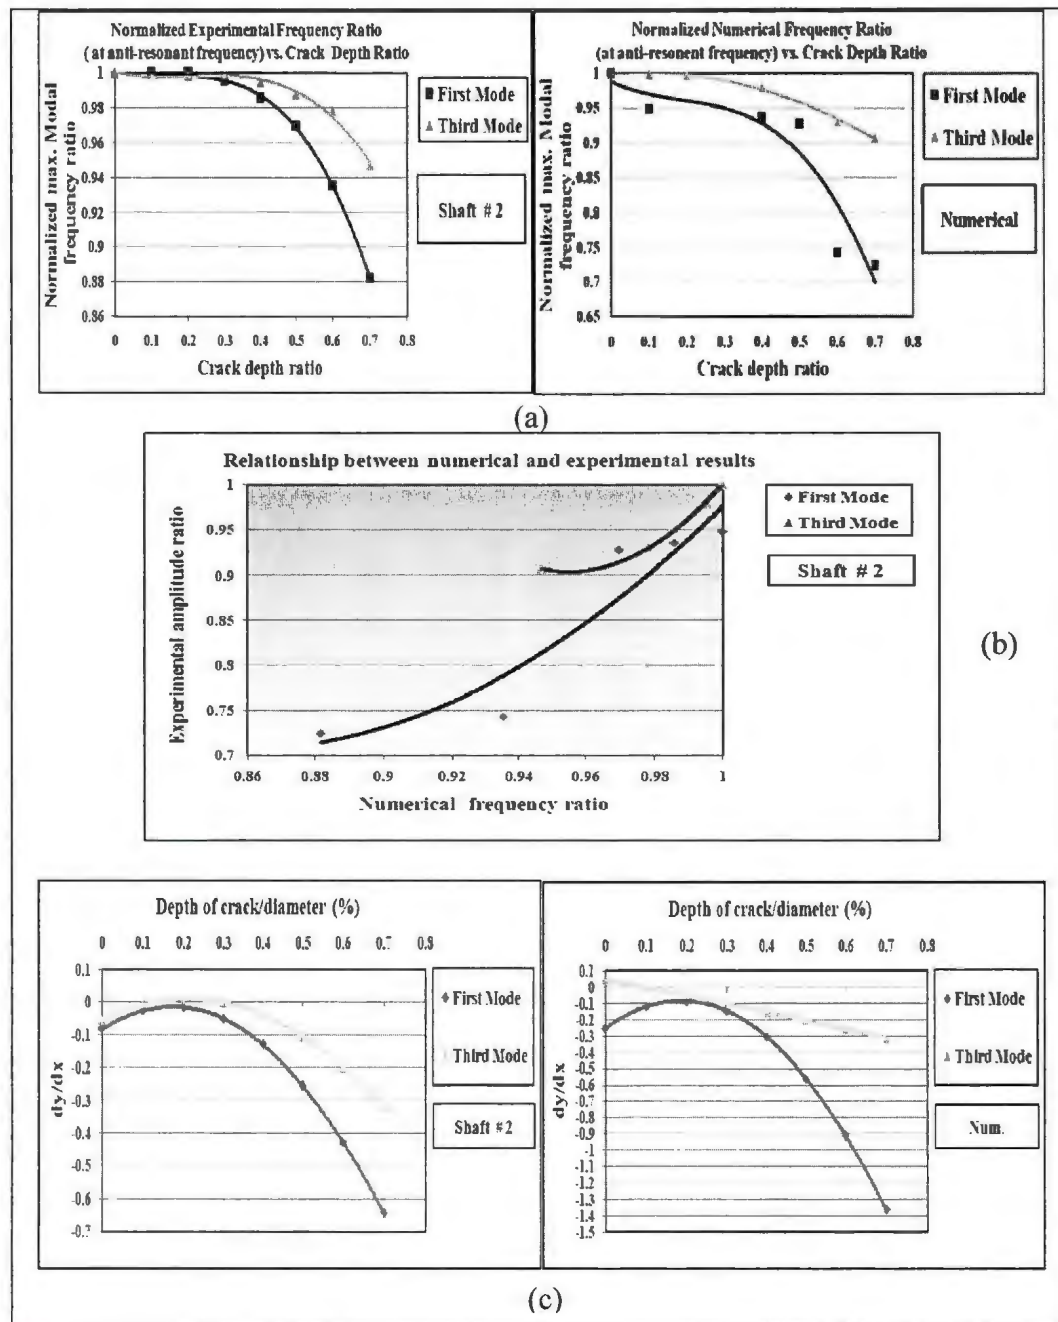 Normalized Experimental Frequency Ratio
( at anti-resonant frequency) vs. Crack Depth Ratio
Normalized max. Modal
frequency ratio
1
0.98
0.96
0.94
0.92
0.9
0.88
0.86
0 0.1 0.2 0.3 0.4 0.5 0.6 0.7 0.8
Crack depth ratio
First Mode
Third Mode
Shaft # 2
Normalized Numerical Frequency Ratio
(at anti-resonent frequency) vs. Crack Depth Ratio
Normalized max. Modal
frequency ratio
1
0.95
0.9
0.85
0.8
0.75
0.7
0.65
0 0.1 0.2 0.3 0.4 0.5 0.6 0.7 0.8
Crack depth ratio
First Mode
Third Mode
Numerical
(a)
Relationship between numerical and experimental results
Experimental amplitude ratio
1
0.95
0.9
0.85
0.8
0.75
0.7
0.86 0.88 0.9 0.92 0.94 0.96 0.98 1
Numerical frequency ratio
First Mode
Third Mode
Shaft # 2
(b)
Depth of crack/diameter (%)
0 0.1 0.2 0.3 0.4 0.5 0.6 0.7 0.8
dy/dx
0.1
0
-0.1
-0.2
-0.3
-0.4
-0.5
-0.6
-0.7
First Mode
Third Mode
Shaft #2
Depth of crack/diameter (%)
0 0.1 0.2 0.3 0.4 0.5 0.6 0.7 0.8
dy/dx
0.1
0
-0.1
-0.2
-0.3
-0.4
-0.5
-0.6
-0.7
-0.8
-0.9
-1
-1.1
-1.2
-1.3
-1.4
-1.5
First Mode
Third Mode
Num.
(c)